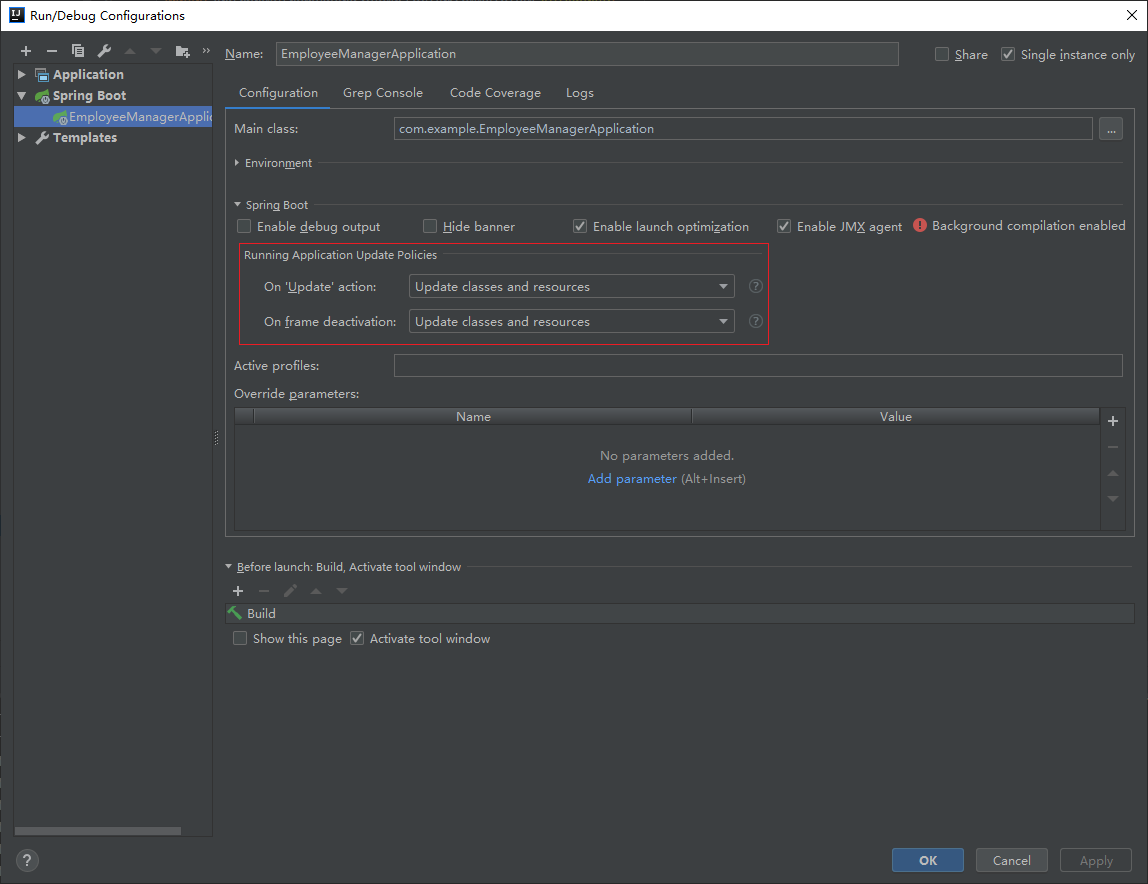 Run/Debug Configurations
Name: EmployeeManagerApplication Share Single instance only
Application
Spring Boot
EmployeeManagerApplic
Templates
Configuration Grep Console Code Coverage Logs
Main class: com.example.EmployeeManagerApplication ...
Environment
Spring Boot
Enable debug output Hide banner Enable launch optimization Enable JMX agent Background compilation enabled
Running Application Update Policies
On 'Update' action: Update classes and resources ?
On frame deactivation: Update classes and resources ?
Active profiles:
Override parameters:
Name Value
No parameters added.
Add parameter (Alt+Insert)
Before launch: Build, Activate tool window
Build
Show this page Activate tool window
? OK Cancel Apply